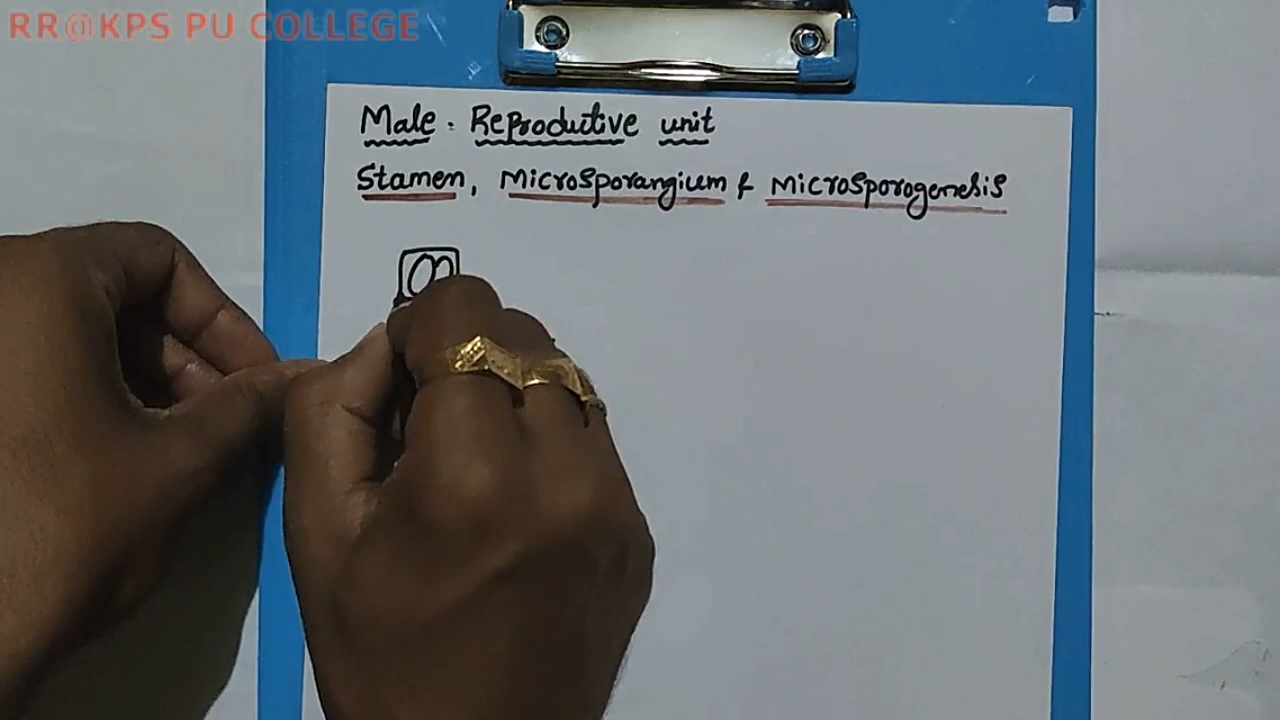 RR@KPS PU COLLEGE
Male. Reproductive unit
Stamen, Microsporangium & Microsporogenesis